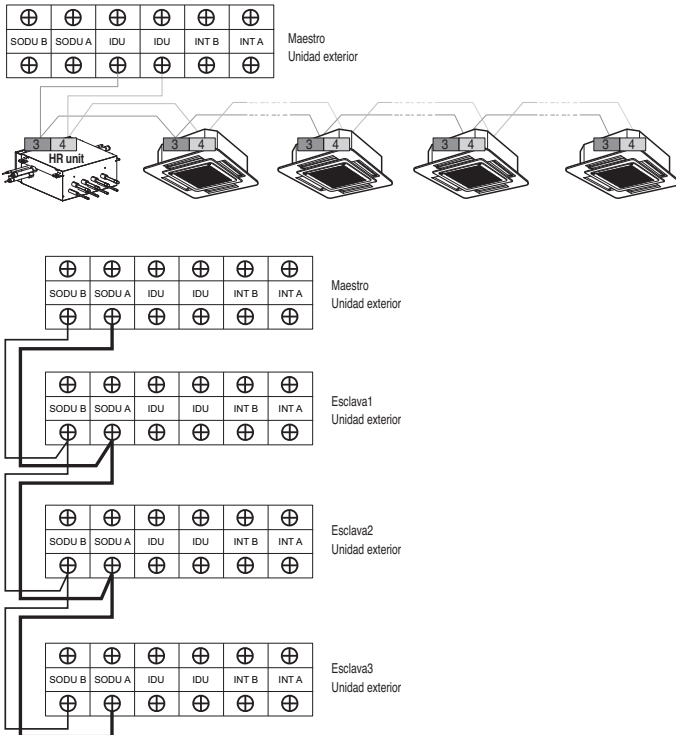 SODU B SODU A IDU IDU INT B INT A
Maestro
Unidad exterior
3 4 3 4 3 4 3 4 3 4
HR unit
SODU B SODU A IDU IDU INT B INT A
Maestro
Unidad exterior
SODU B SODU A IDU IDU INT B INT A
Esclava1
Unidad exterior
SODU B SODU A IDU IDU INT B INT A
Esclava2
Unidad exterior
SODU B SODU A IDU IDU INT B INT A
Esclava3
Unidad exterior